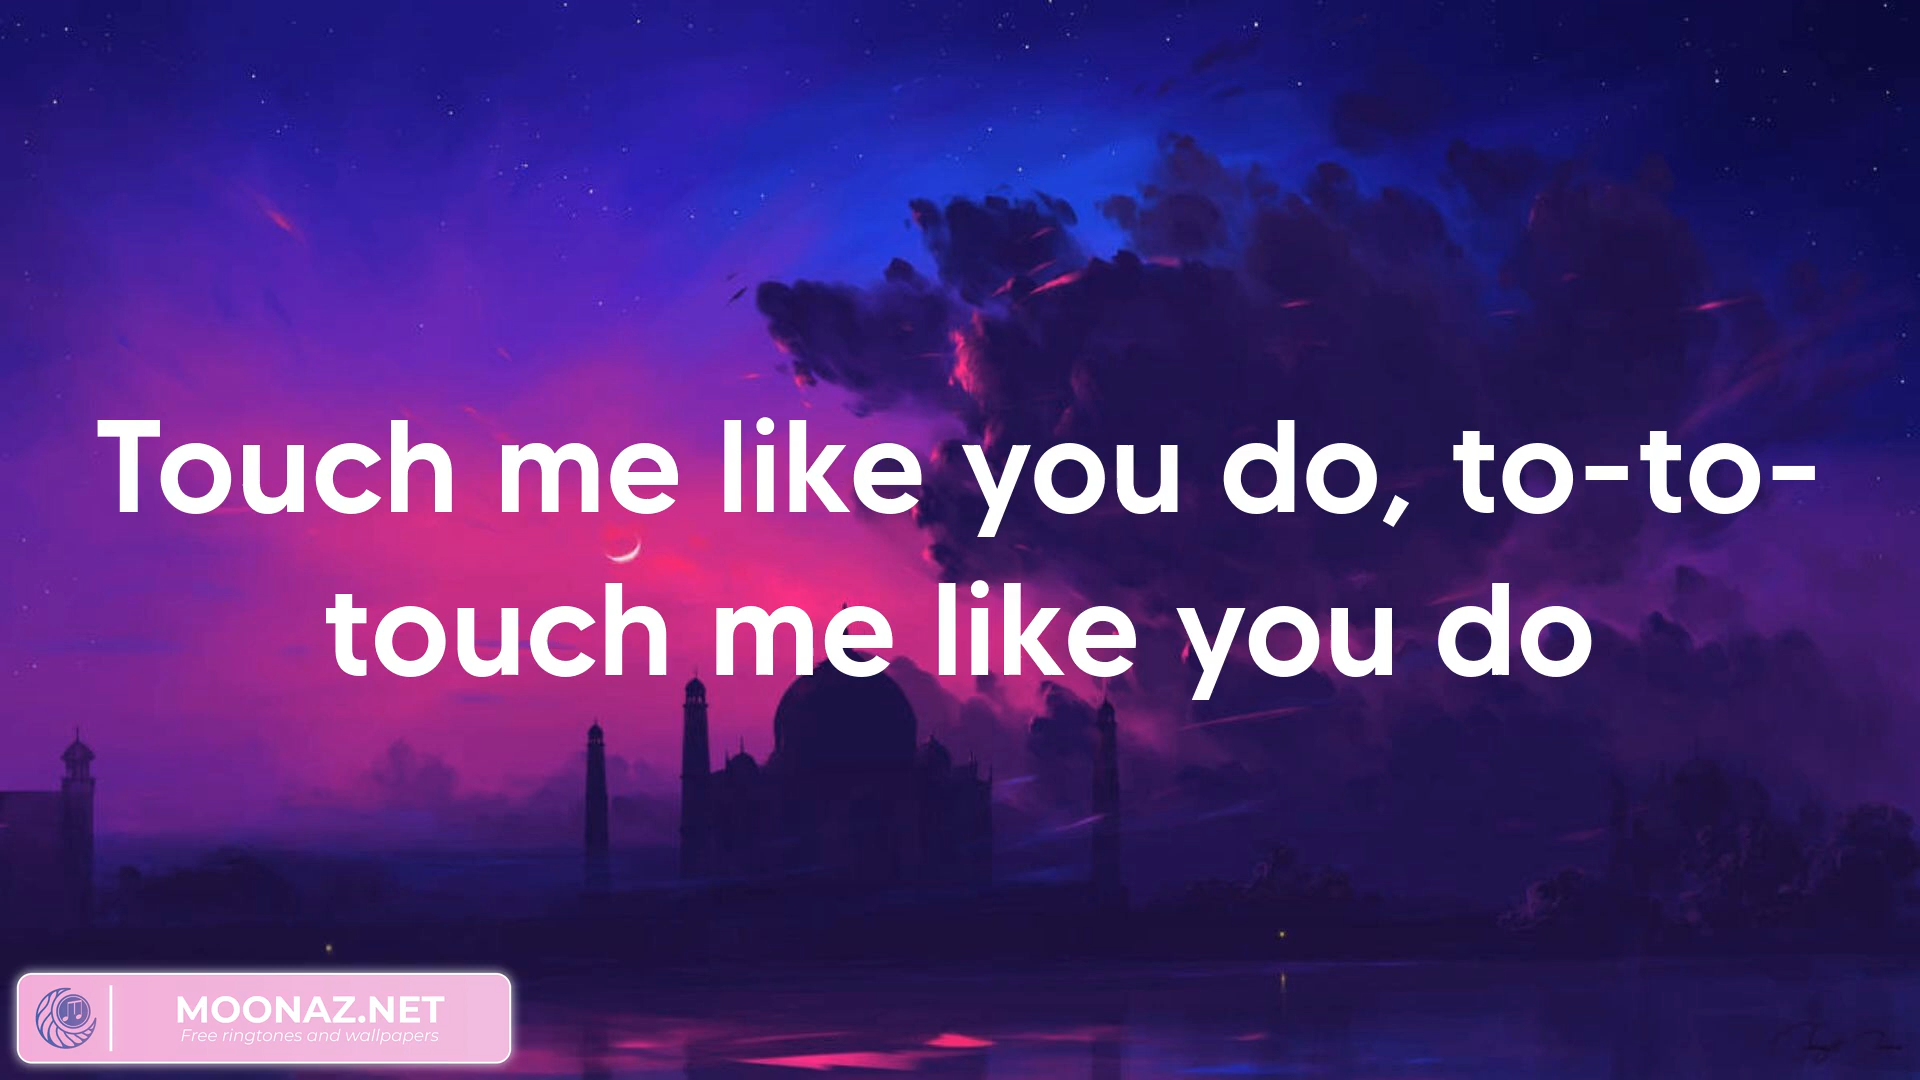 Touch me like you do, to-to-
touch me like you do
MOONAZ.NET
Free ringtones and wallpapers